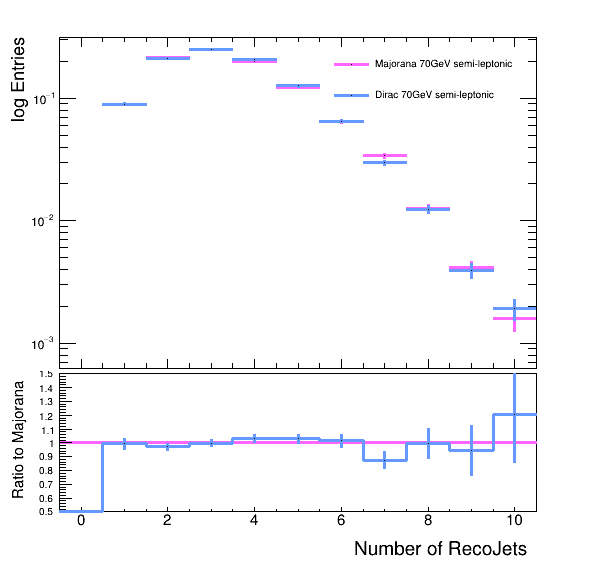 log Entries
Majorana 70GeV semi-leptonic
Dirac 70GeV semi-leptonic
10⁻¹
10⁻²
10⁻³
Ratio to Majorana
1.5
1.4
1.3
1.2
1.1
1
0.9
0.8
0.7
0.6
0.5
0 2 4 6 8 10
Number of RecoJets